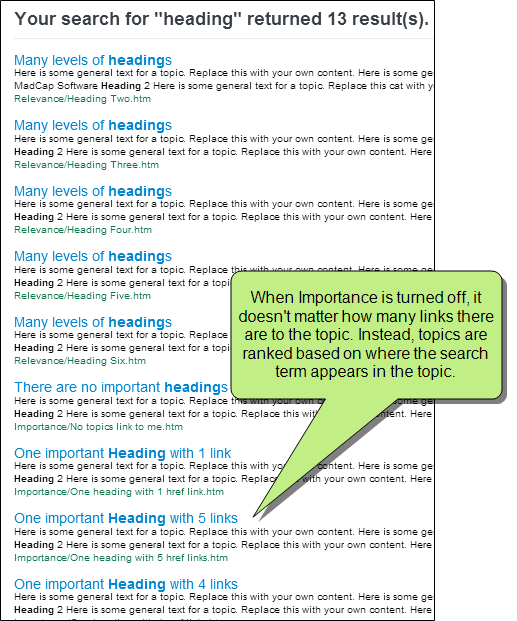 Your search for "heading" returned 13 result(s).
Many levels of headings
Here is some general text for a topic. Replace this with your own content. Here is some ge
MadCap Software Heading 2 Here is some general text for a topic. Replace this cat with y
Relevance/Heading Two.htm
Many levels of headings
Here is some general text for a topic. Replace this with your own content. Here is some ge
Heading 2 Here is some general text for a topic. Replace this with your own content. Here
Relevance/Heading Three.htm
Many levels of headings
Here is some general text for a topic. Replace this with your own content. Here is some ge
Heading 2 Here is some general text for a topic. Replace this with your own content. Here
Relevance/Heading Four.htm
Many levels of headings
Here is some general text for a topic. Replace this with your own content. Here is some ge
Heading 2 Here is some general text for a topi
Relevance/Heading Five.htm
Many levels of headings
Here is some general text for a topic. Repla
Heading 2 Here is some general text for a topi
Relevance/Heading Six.htm
There are no important headings
Here is some general text for a topic. Replace this with your own content. Here is some ge
Heading 2 Here is some general text for a topic. Replace this wit content. Here
Importance/No topics link to me.htm
One important Heading with 1 link
Here is some general text for a topic. Replace this with yo content. Here is some ge
Heading 2 Here is some general text for a topic. Replace this with your own content. Here
Importance/One heading with 1 href link.htm
One important Heading with 5 links
Here is some general text for a topic. Replace this with your own content. Here is some ge
Heading 2 Here is some general text for a topic. Replace this with your own content. Here
Importance/One heading with 5 href links.htm
One important Heading with 4 links
Here is some general text for a topic. Replace this with your own content. Here is some ge
Heading 2 Here is some general text for a topic. Replace this with your own content. Here
When Importance is turned off, it
doesn't matter how many links there
are to the topic. Instead, topics are
ranked based on where the search
term appears in the topic.